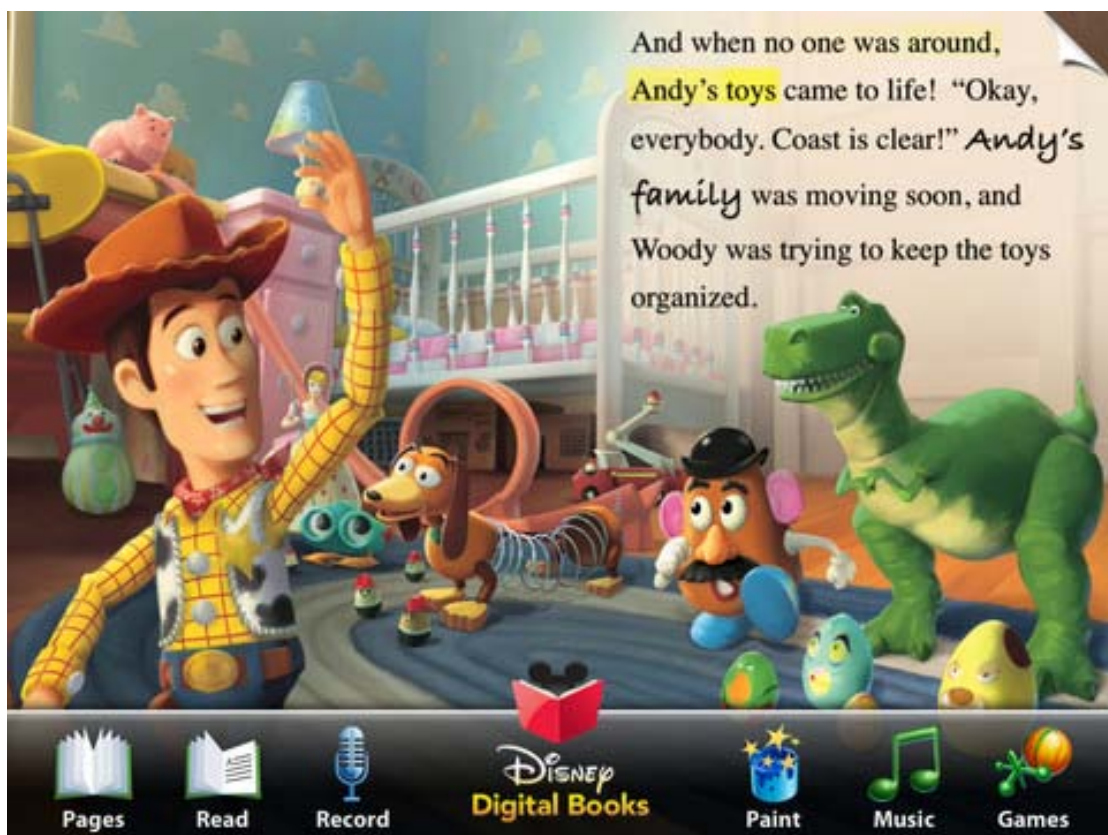 And when no one was around,
Andy's toys came to life! “Okay,
everybody. Coast is clear!” Andy's
family was moving soon, and
Woody was trying to keep the toys
organized.
Disney
Digital Books
Pages
Read
Record
Paint
Music
Games